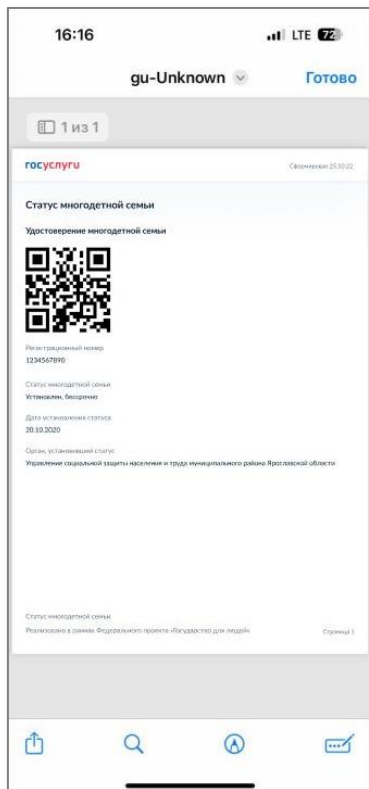 16:16
LTE 72
gu-Unknown
Готово
1 из 1
госуслуги
Сформирован 25.10.22
Статус многодетной семьи
Удостоверение многодетной семьи
Регистрационный номер
1234567890
Статус многодетной семьи
Установлен, бессрочно
Дата установления статуса
20.10.2020
Орган, установивший статус
Управление социальной защиты населения и труда муниципального района Ярославской области
Статус многодетной семьи
Реализовано в рамках Федерального проекта «Государство для людей»
Страница 1